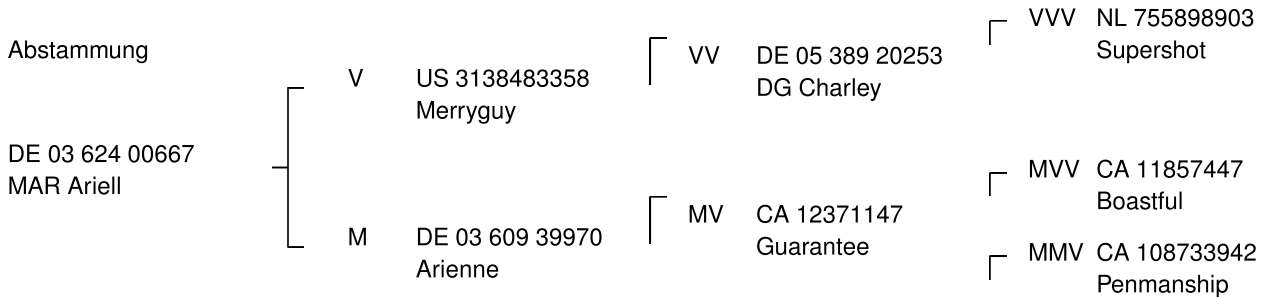 Abstammung
DE 03 624 00667
MAR Ariell
V US 3138483358
Merryguy
M DE 03 609 39970
Arienne
VV DE 05 389 20253
DG Charley
MV CA 12371147
Guarantee
VVV NL 755898903
Supershot
MVV CA 11857447
Boastful
MMV CA 108733942
Penmanship